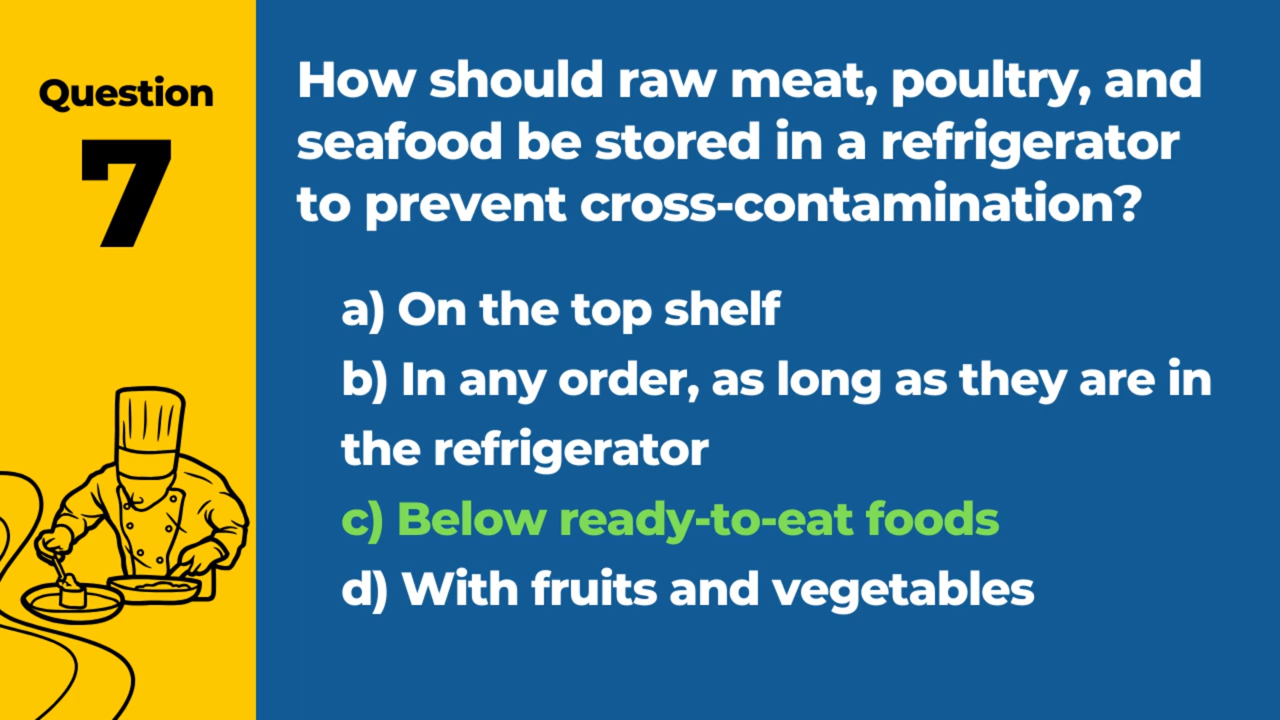 Question
7
How should raw meat, poultry, and
seafood be stored in a refrigerator
to prevent cross-contamination?
a) On the top shelf
b) In any order, as long as they are in
the refrigerator
c) Below ready-to-eat foods
d) With fruits and vegetables